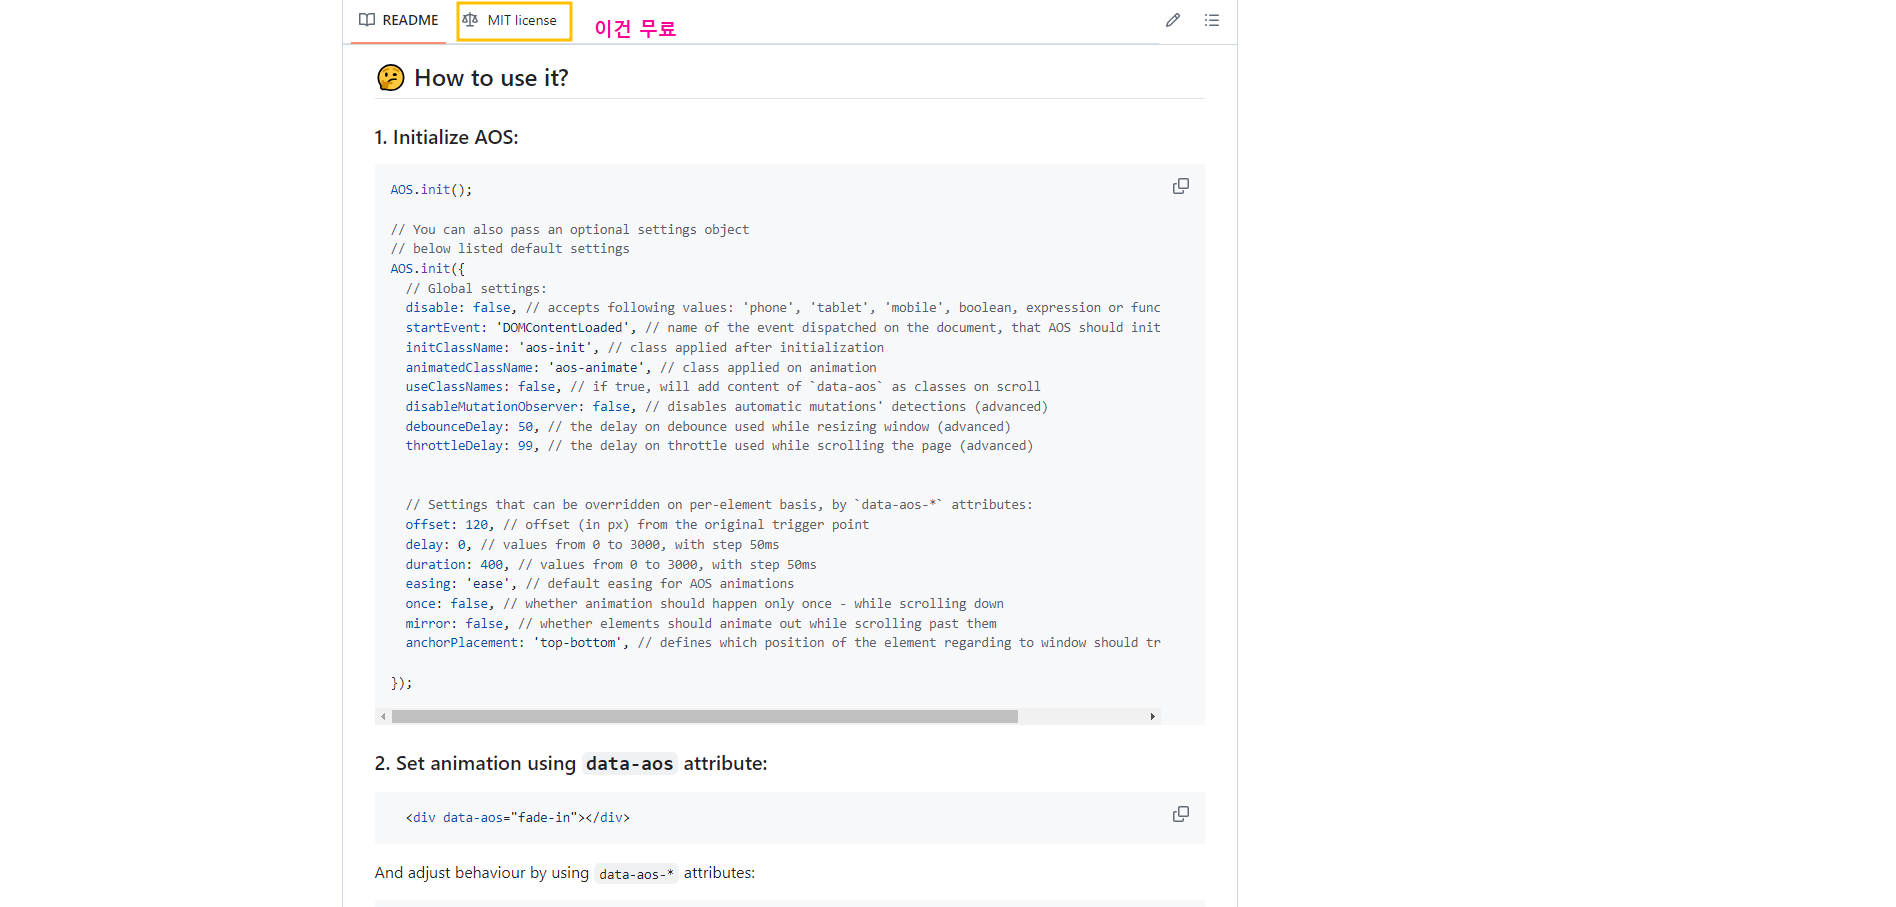 README
MIT license
이건 무료
How to use it?
1. Initialize AOS:
AOS.init();
// You can also pass an optional settings object
// below listed default settings
AOS.init({
// Global settings:
disable: false, // accepts following values: 'phone', 'tablet', 'mobile', boolean, expression or func
startEvent: 'DOMContentLoaded', // name of the event dispatched on the document, that AOS should init
initClassName: 'aos-init', // class applied after initialization
animatedClassName: 'aos-animate', // class applied on animation
useClassNames: false, // if true, will add content of `data-aos` as classes on scroll
disableMutationObserver: false, // disables automatic mutations' detections (advanced)
debounceDelay: 50, // the delay on debounce used while resizing window (advanced)
throttleDelay: 99, // the delay on throttle used while scrolling the page (advanced)
// Settings that can be overridden on per-element basis, by `data-aos-*` attributes:
offset: 120, // offset (in px) from the original trigger point
delay: 0, // values from 0 to 3000, with step 50ms
duration: 400, // values from 0 to 3000, with step 50ms
easing: 'ease', // default easing for AOS animations
once: false, // whether animation should happen only once - while scrolling down
mirror: false, // whether elements should animate out while scrolling past them
anchorPlacement: 'top-bottom', // defines which position of the element regarding to window should tr
});
2. Set animation using data-aos attribute:
<div data-aos="fade-in"></div>
And adjust behaviour by using data-aos-* attributes: